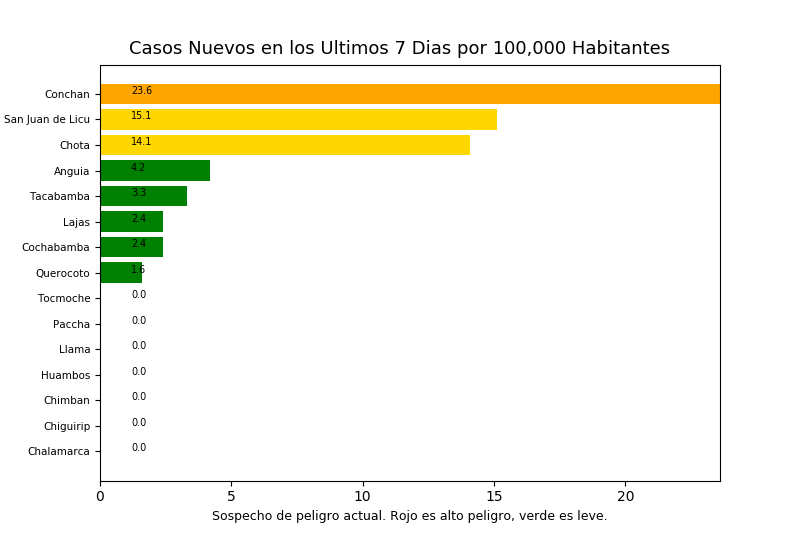 Casos Nuevos en los Ultimos 7 Dias por 100,000 Habitantes
Conchan 23.6
San Juan de Licu 15.1
Chota 14.1
Anguia 4.2
Tacabamba 3.3
Lajas 2.4
Cochabamba 2.4
Querocoto 1.6
Tocmoche 0.0
Paccha 0.0
Llama 0.0
Huambos 0.0
Chimban 0.0
Chiguirip 0.0
Chalamarca 0.0
0 5 10 15 20
Sospecho de peligro actual. Rojo es alto peligro, verde es leve.